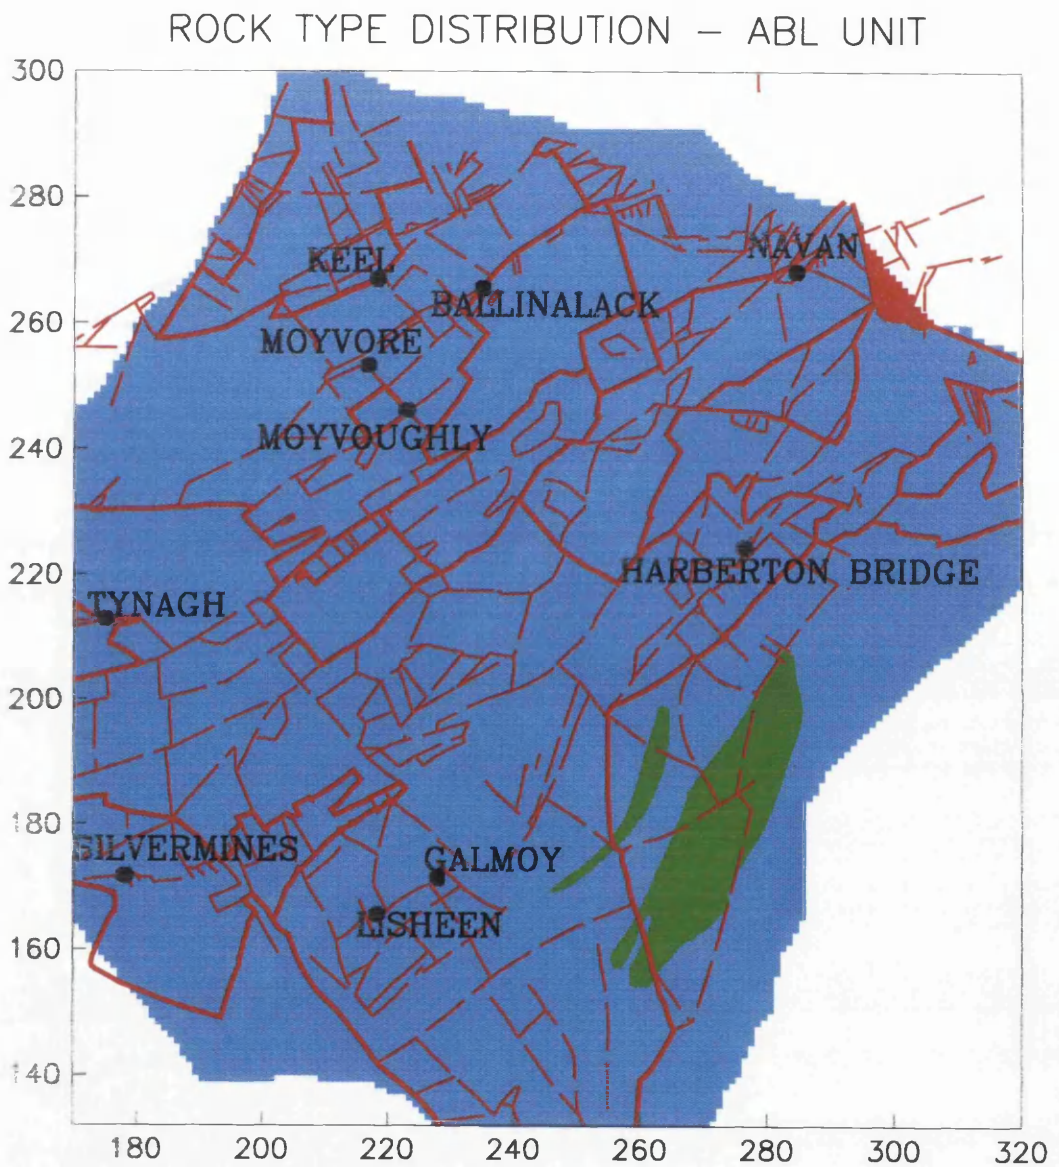 ROCK TYPE DISTRIBUTION — ABL UNIT
300
280
NAVAN
KEEL
BALLINALACK
260
MOYVORE
MOYVOUGHLY
240
HARBERTON BRIDGE
220
TYNAGH
200
180
SILVERMINES
GALMOY
LISHEEN
160
140
180 200 220 240 260 280 300 320